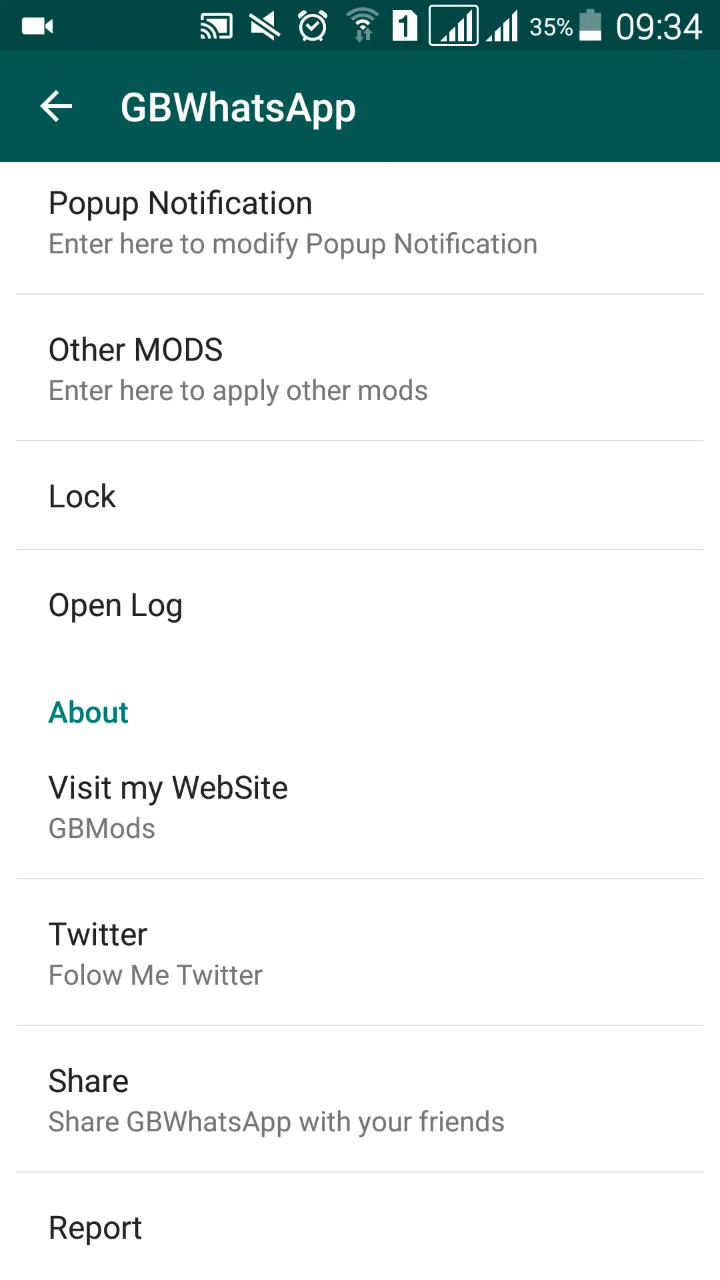 1 35% 09:34
GBWhatsApp
Popup Notification
Enter here to modify Popup Notification
Other MODS
Enter here to apply other mods
Lock
Open Log
About
Visit my WebSite
GBMods
Twitter
Folow Me Twitter
Share
Share GBWhatsApp with your friends
Report